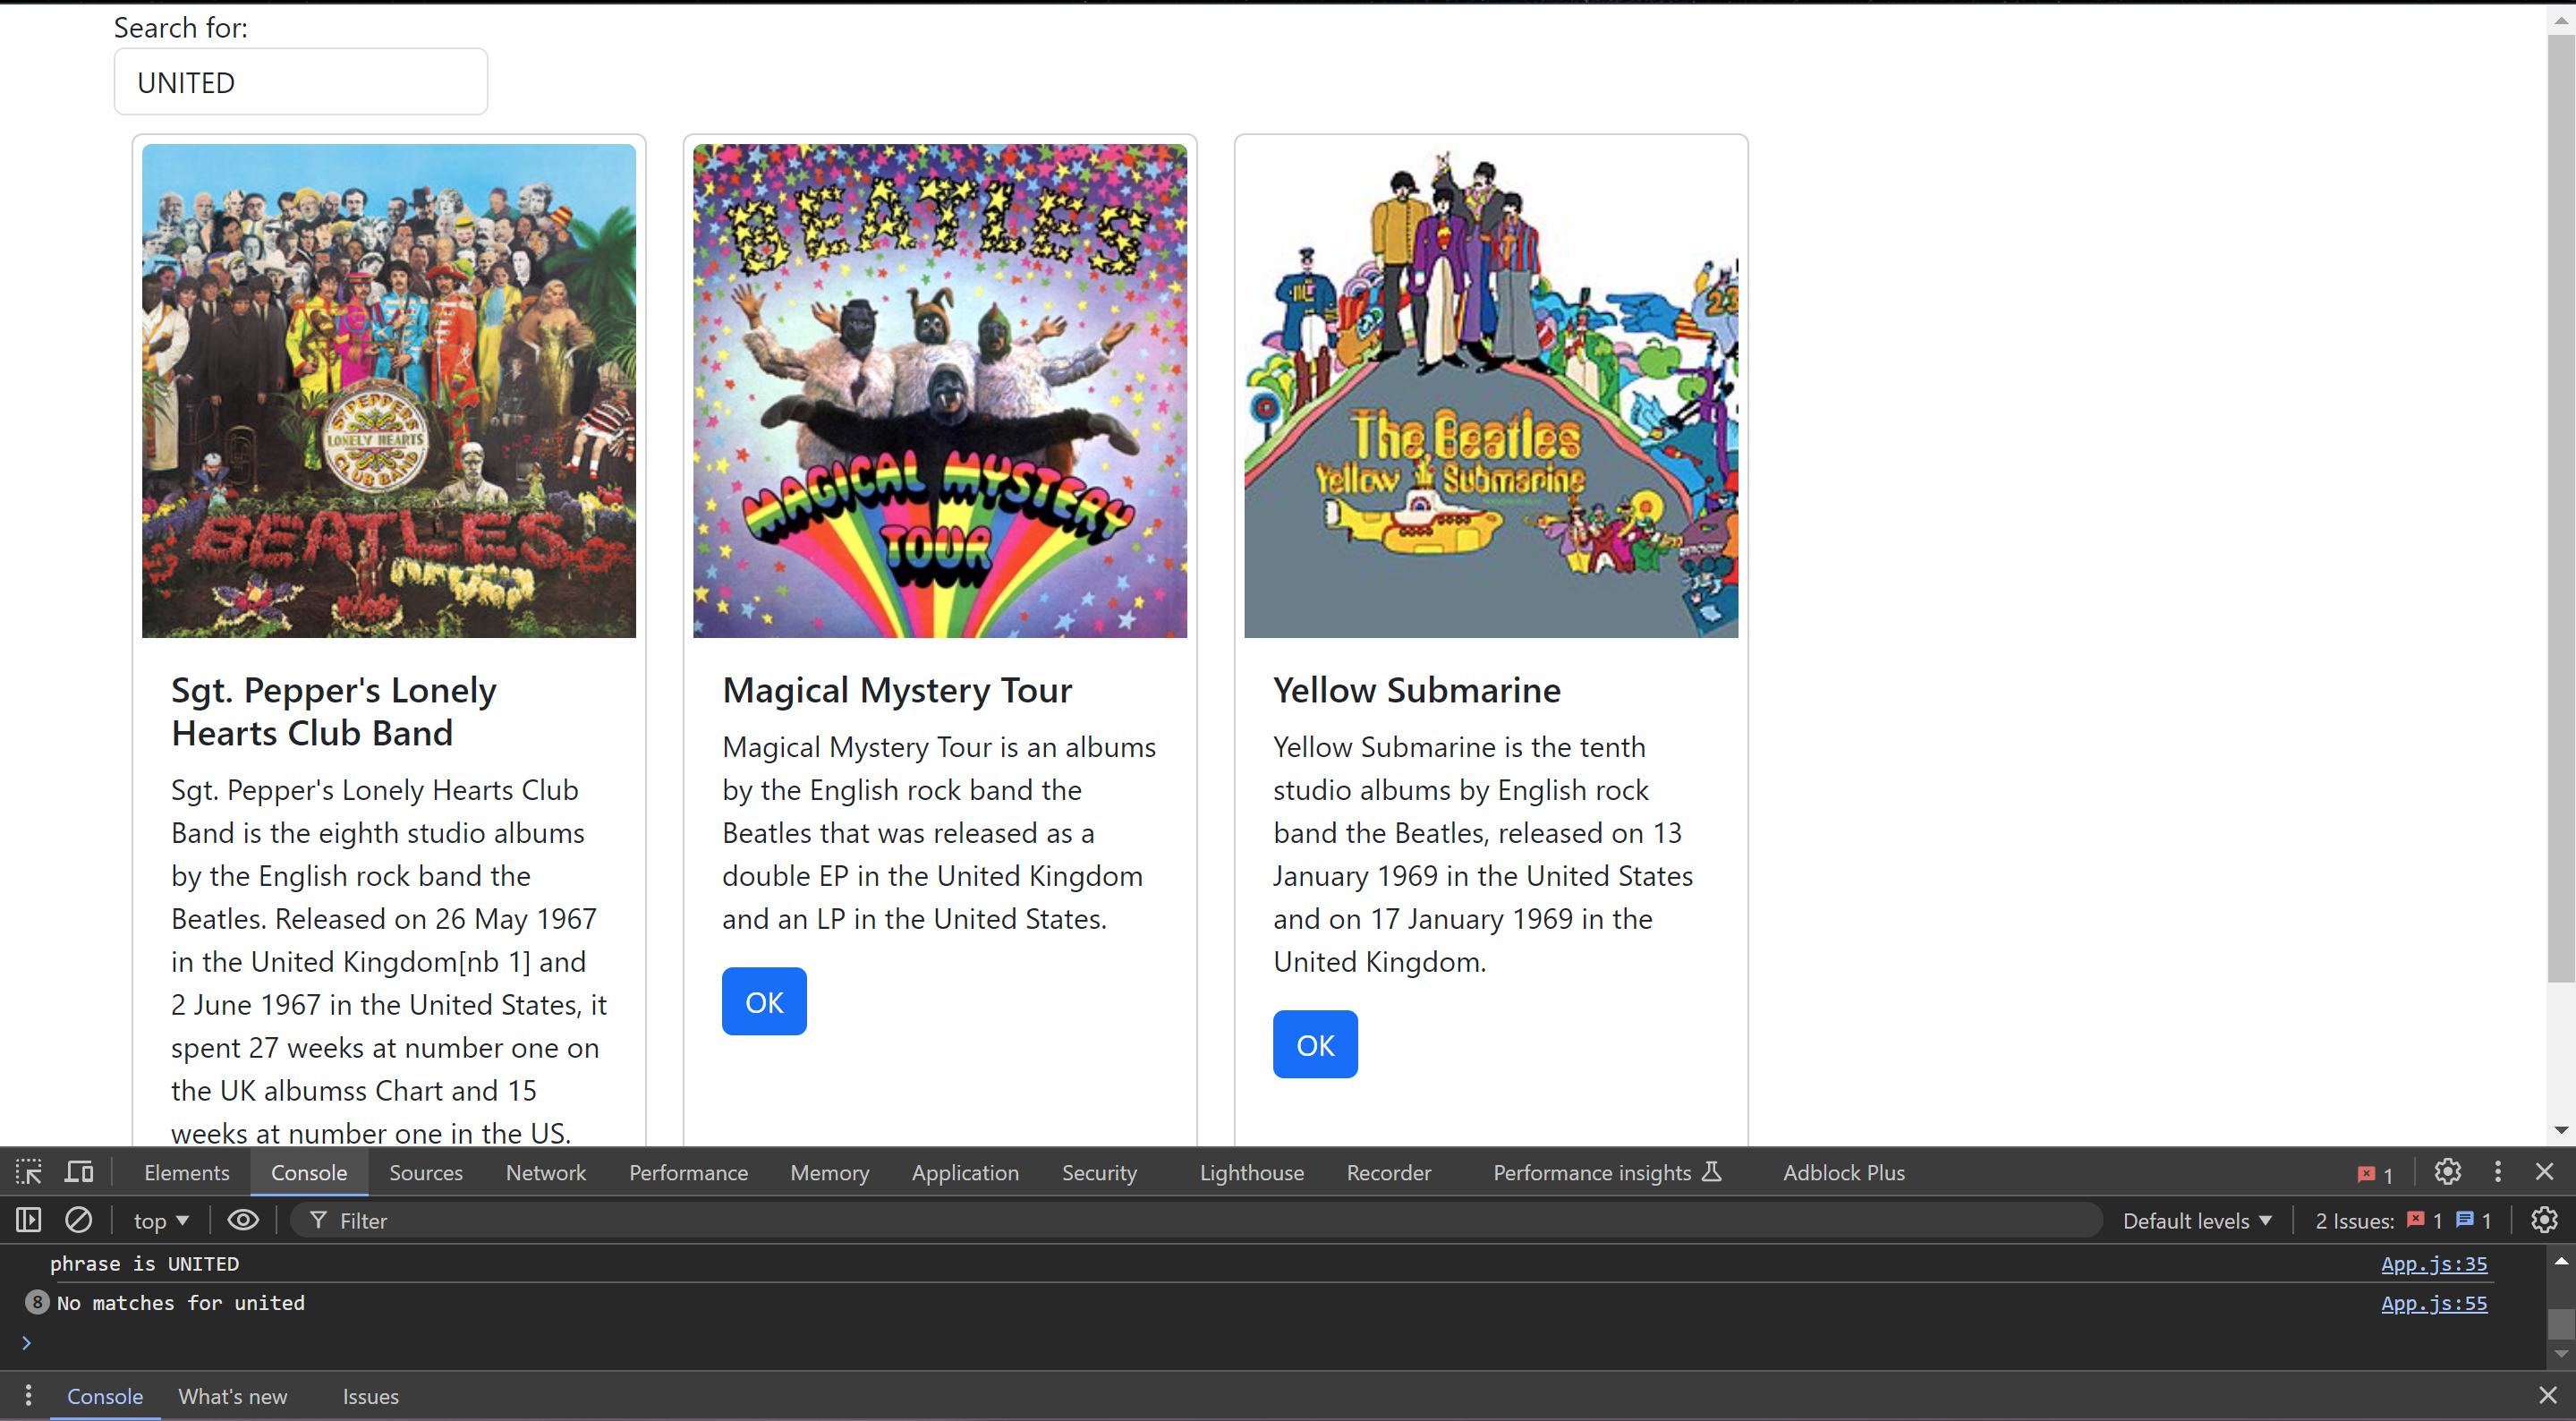 Search for:
UNITED
BEATLES
The Beatles
Yellow Submarine
ST PEPPER'S
LONELY HEARTS
CLUB BAND
MAGICAL MYSTERY
TOUR
BEATLES
Sgt. Pepper's Lonely
Hearts Club Band
Sgt. Pepper's Lonely Hearts Club
Band is the eighth studio albums
by the English rock band the
Beatles. Released on 26 May 1967
in the United Kingdom[nb 1] and
2 June 1967 in the United States, it
spent 27 weeks at number one on
the UK albumss Chart and 15
weeks at number one in the US.
Magical Mystery Tour
Magical Mystery Tour is an albums
by the English rock band the
Beatles that was released as a
double EP in the United Kingdom
and an LP in the United States.
OK
Yellow Submarine
Yellow Submarine is the tenth
studio albums by English rock
band the Beatles, released on 13
January 1969 in the United States
and on 17 January 1969 in the
United Kingdom.
OK
Elements Console Sources Network Performance Memory Application Security Lighthouse Recorder Performance insights Adblock Plus 1
top Filter Default levels 2 Issues: 1 1
phrase is UNITED App.js:35
8 No matches for united App.js:55
Console What's new Issues